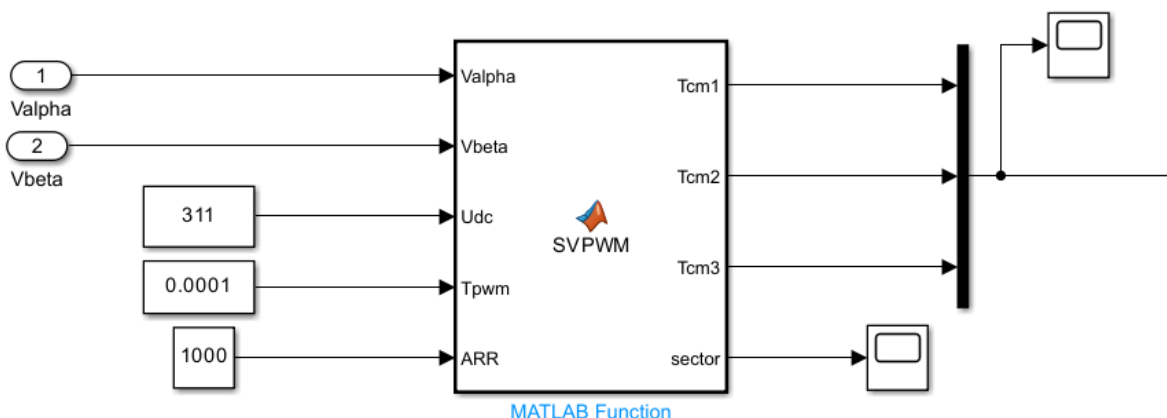 1
Valpha
2
Vbeta
311
0.0001
1000
Valpha
Vbeta
Udc
Tpwm
ARR
SVPWM
Tcm1
Tcm2
Tcm3
sector
MATLAB Function